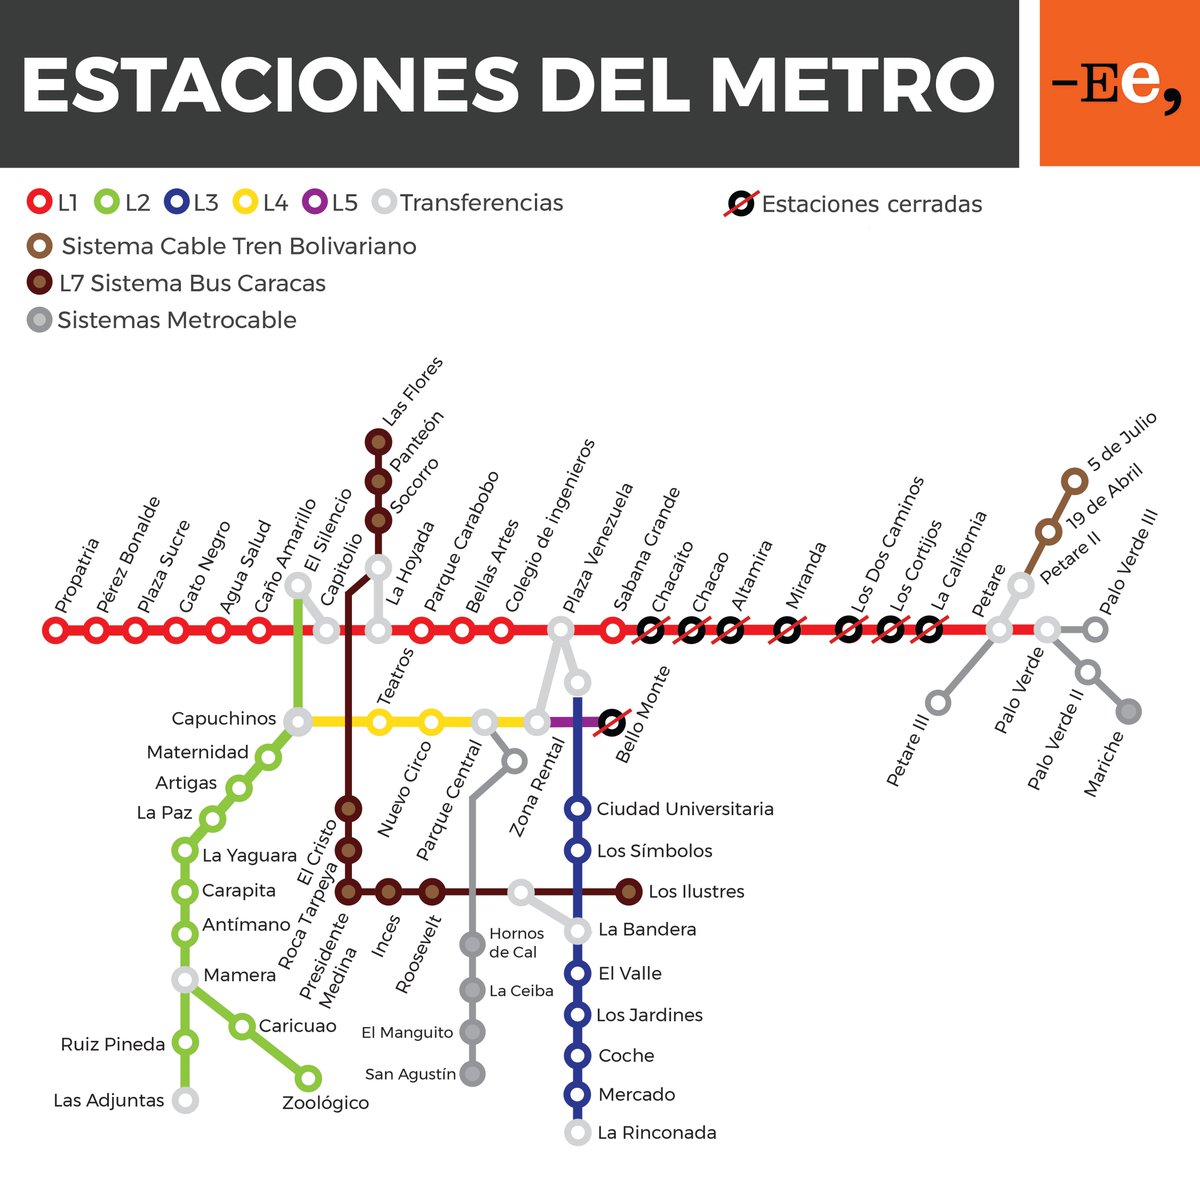 ESTACIONES DEL METRO
-Ee,
L1
L2
L3
L4
L5
Transferencias
Estaciones cerradas
Sistema Cable Tren Bolivariano
L7 Sistema Bus Caracas
Sistemas Metrocable
Las Flores
Panteón
Socorro
Propatria
Pérez Bonalde
Plaza Sucre
Gato Negro
Agua Salud
Caño Amarillo
El Silencio
Capitolio
La Hoyada
Parque Carabobo
Bellas Artes
Colegio de ingenieros
Plaza Venezuela
Sabana Grande
Chacaíto
Chacao
Altamira
Miranda
Los Dos Caminos
Los Cortijos
La California
Petare
Petare II
19 de Abril
5 de Julio
Palo Verde III
Palo Verde
Palo Verde II
Mariche
Petare III
Capuchinos
Teatros
Nuevo Circo
Parque Central
Zona Rental
Bello Monte
Maternidad
Artigas
La Paz
La Yaguara
Carapita
Antímano
Mamera
Caricuao
Ruiz Pineda
Zoológico
Las Adjuntas
El Cristo
Roca Tarpeya
Presidente
Medina
Inces
Roosevelt
Los Ilustres
Hornos
de Cal
La Ceiba
El Manguito
San Agustín
Ciudad Universitaria
Los Símbolos
La Bandera
El Valle
Los Jardines
Coche
Mercado
La Rinconada